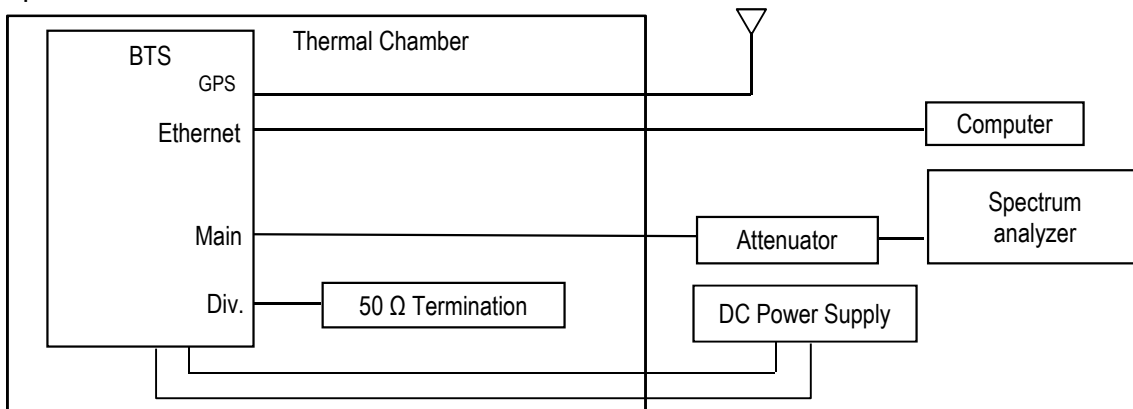 Thermal Chamber
BTS
GPS
Ethernet
Computer
Spectrum
analyzer
Main
Attenuator
Div.
50 Ω Termination
DC Power Supply